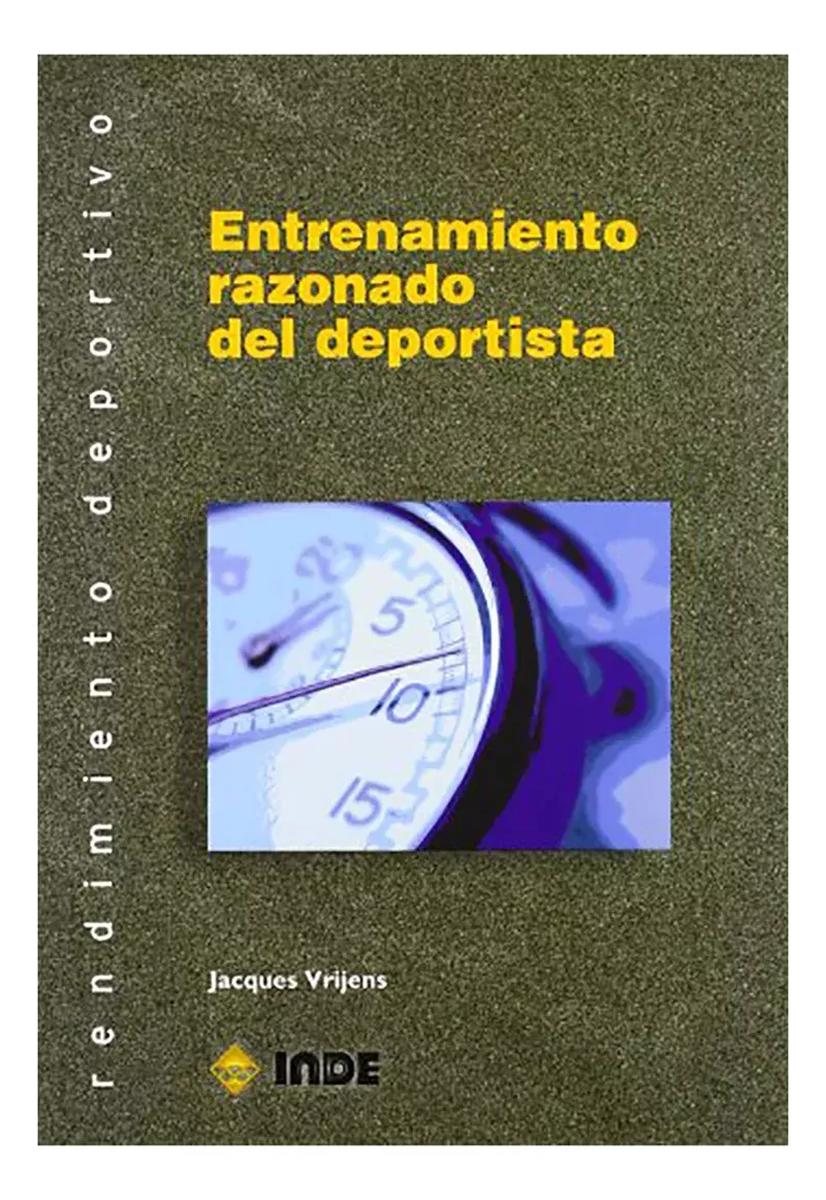 rendimiento deportivo
Entrenamiento
razonado
del deportista
5
10
15
Jacques Vrijens
INDE